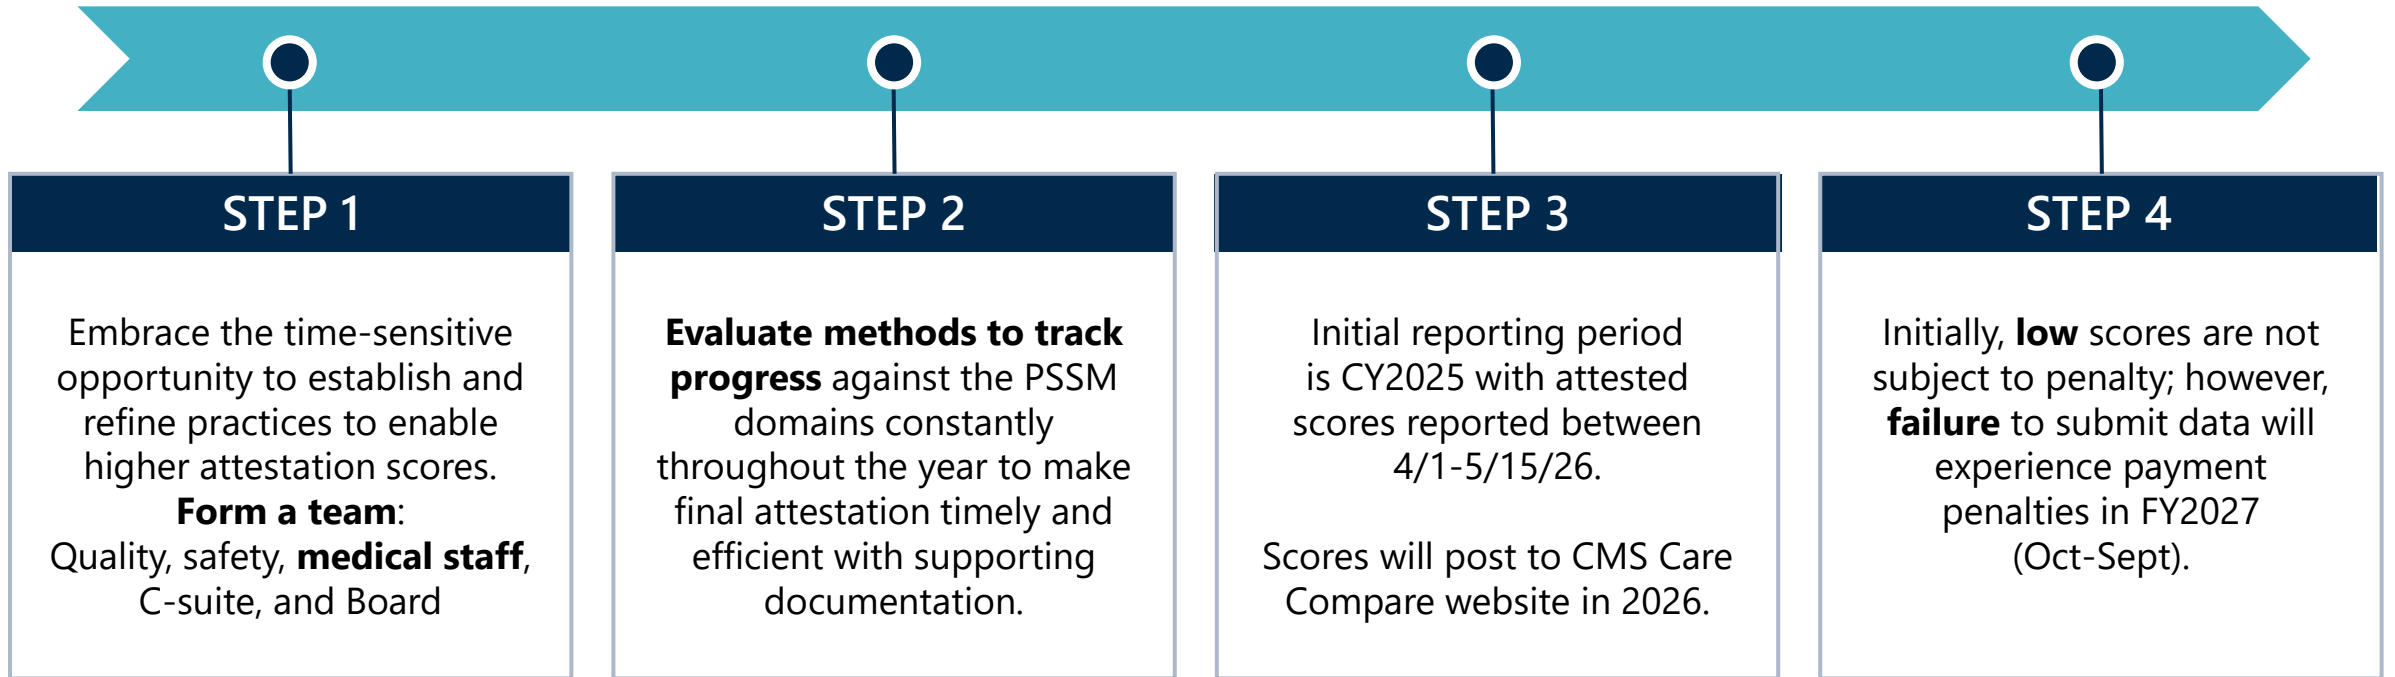 STEP 1
Embrace the time-sensitive
opportunity to establish and
refine practices to enable
higher attestation scores.
Form a team:
Quality, safety, medical staff,
C-suite, and Board
STEP 2
Evaluate methods to track
progress against the PSSM
domains constantly
throughout the year to make
final attestation timely and
efficient with supporting
documentation.
STEP 3
Initial reporting period
is CY2025 with attested
scores reported between
4/1-5/15/26.
Scores will post to CMS Care
Compare website in 2026.
STEP 4
Initially, low scores are not
subject to penalty; however,
failure to submit data will
experience payment
penalties in FY2027
(Oct-Sept).